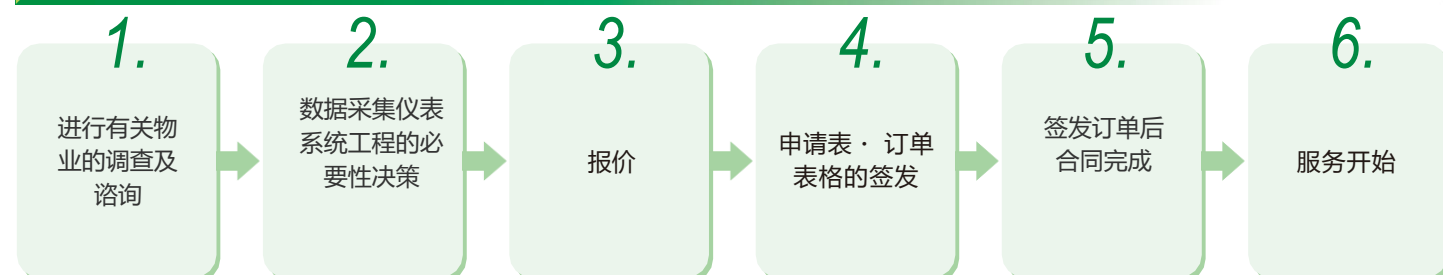 1.
进行有关物
业的调查及
谘询
2.
数据采集仪表
系统工程的必
要性决策
3.
报价
4.
申请表· 订单
表格的签发
5.
签发订单后
合同完成
6.
服务开始